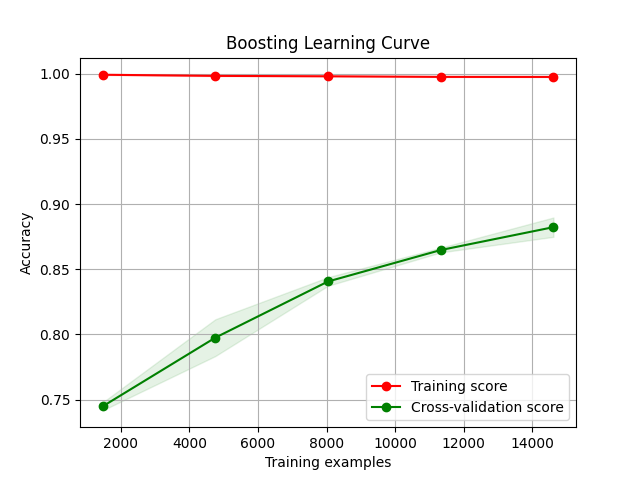 Boosting Learning Curve
1.00
0.95
0.90
0.85
0.80
0.75
Accuracy
Training score
Cross-validation score
2000 4000 6000 8000 10000 12000 14000
Training examples